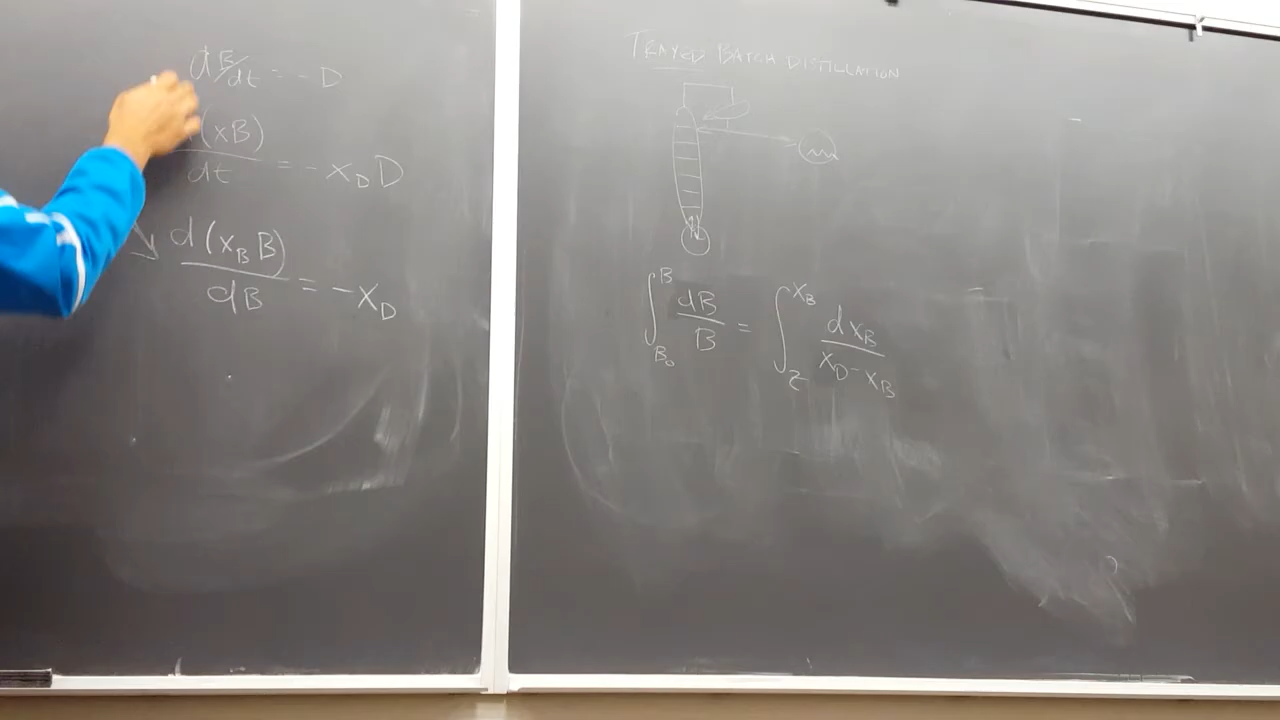 dB/dt = - D
(xB)
dt = - x_D D
d(x_B B)
dB = - x_D
TRAYED BATCH DISTILLATION
∫_{B_0}^{B} dB/B = ∫_{z}^{x_B} dx_B/(x_D - x_B)